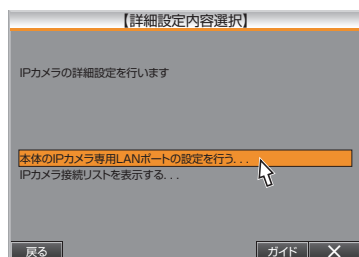 【詳細設定内容選択】
IPカメラの詳細設定を行います
本体のIPカメラ専用LANポートの設定を行う...
IPカメラ接続リストを表示する...
戻る ガイド ×